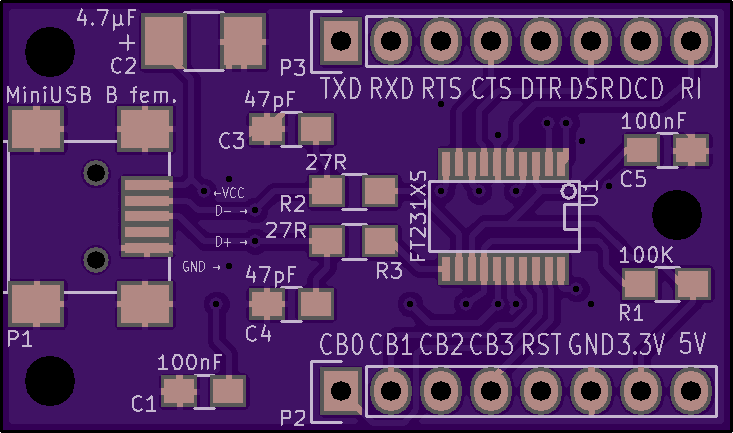 4.7µF
+
C2
P3
TXD RXD RTS CTS DTR DSR DCD RI
MiniUSB B fem.
47pF
C3
100nF
C5
27R
R2
←VCC
D- →
D+ →
GND →
27R
R3
FT231XS
U1
47pF
C4
100K
R1
P1
CB0 CB1 CB2 CB3 RST GND 3.3V 5V
100nF
C1
P2